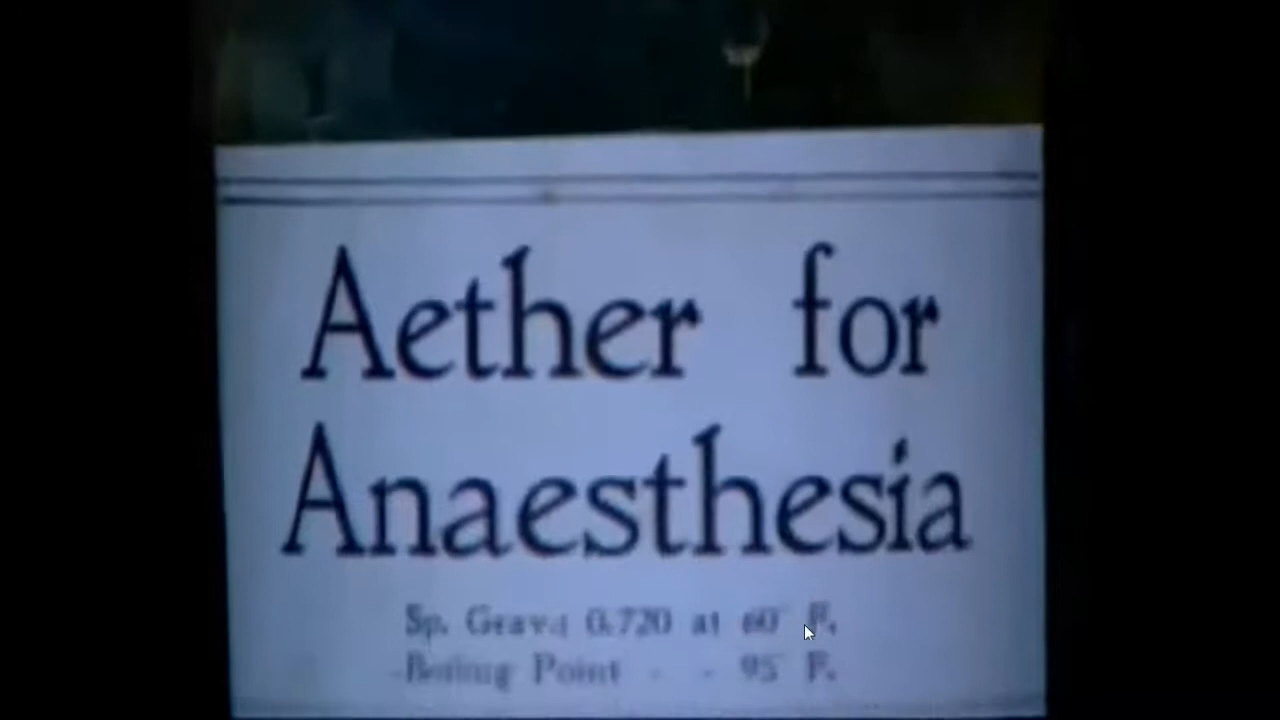 Aether for
Anaesthesia
Sp. Grav. 0.720 at 60° F.
Boiling Point - - 95 F.